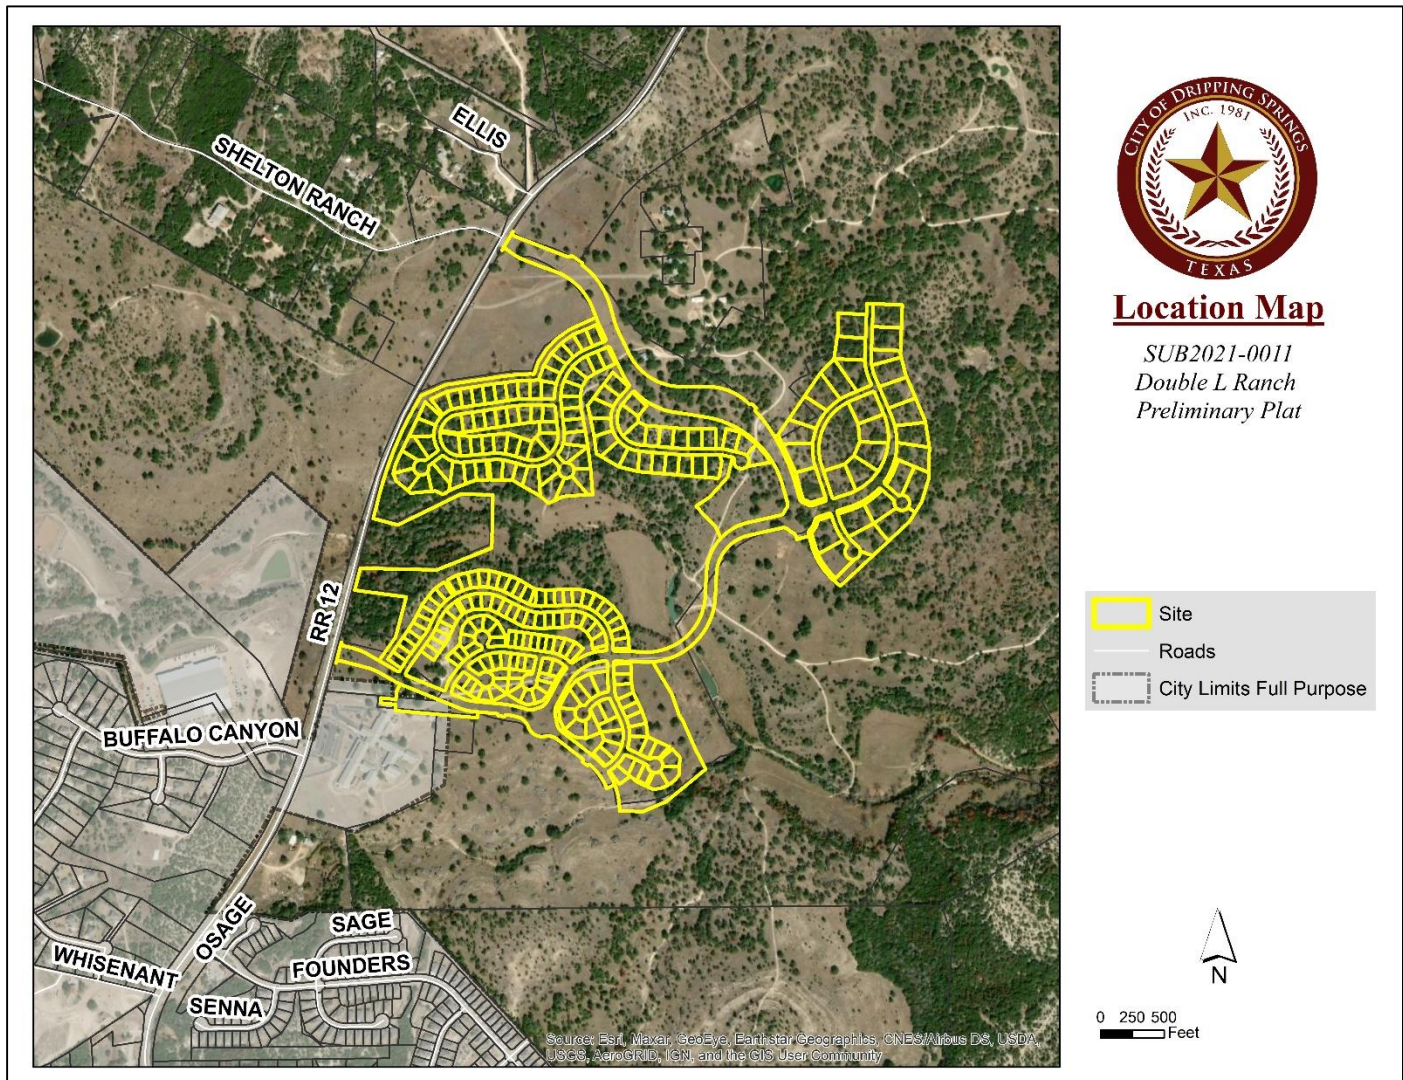 ELLIS
SHELTON RANCH
RR 12
BUFFALO CANYON
OSAGE
SAGE
WHISENANT
FOUNDERS
SENNA
Source: Esri, Maxar, GeoEye, Earthstar Geographics, CNES/Airbus DS, USDA,
USGS, AeroGRID, IGN, and the GIS User Community
CITY OF DRIPPING SPRINGS
INC. 1981
TEXAS
Location Map
SUB2021-0011
Double L Ranch
Preliminary Plat
Site
Roads
City Limits Full Purpose
N
0 250 500
Feet